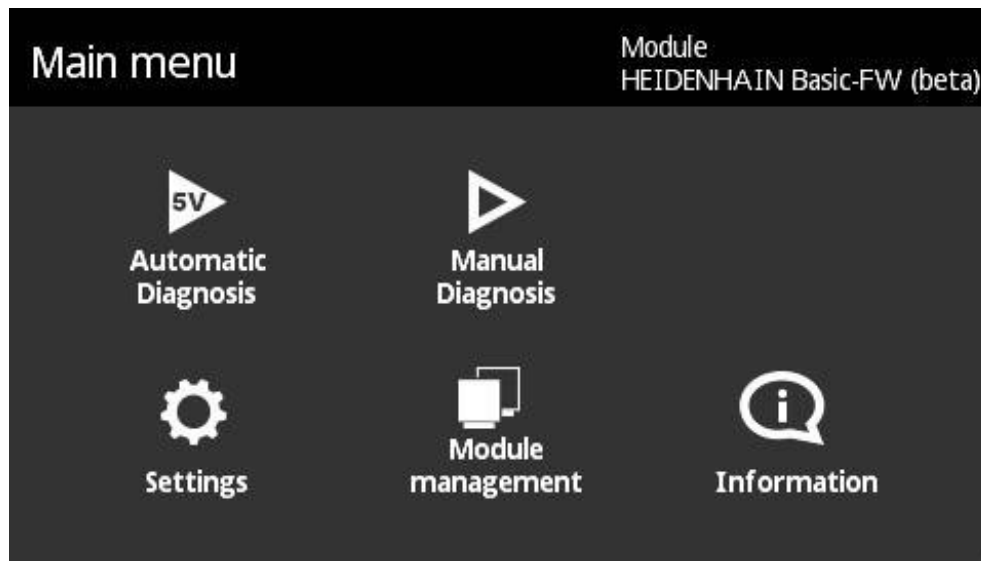 Main menu
Module
HEIDENHAIN Basic-FW (beta)
5V
Automatic
Diagnosis
Manual
Diagnosis
Settings
Module
management
i
Information